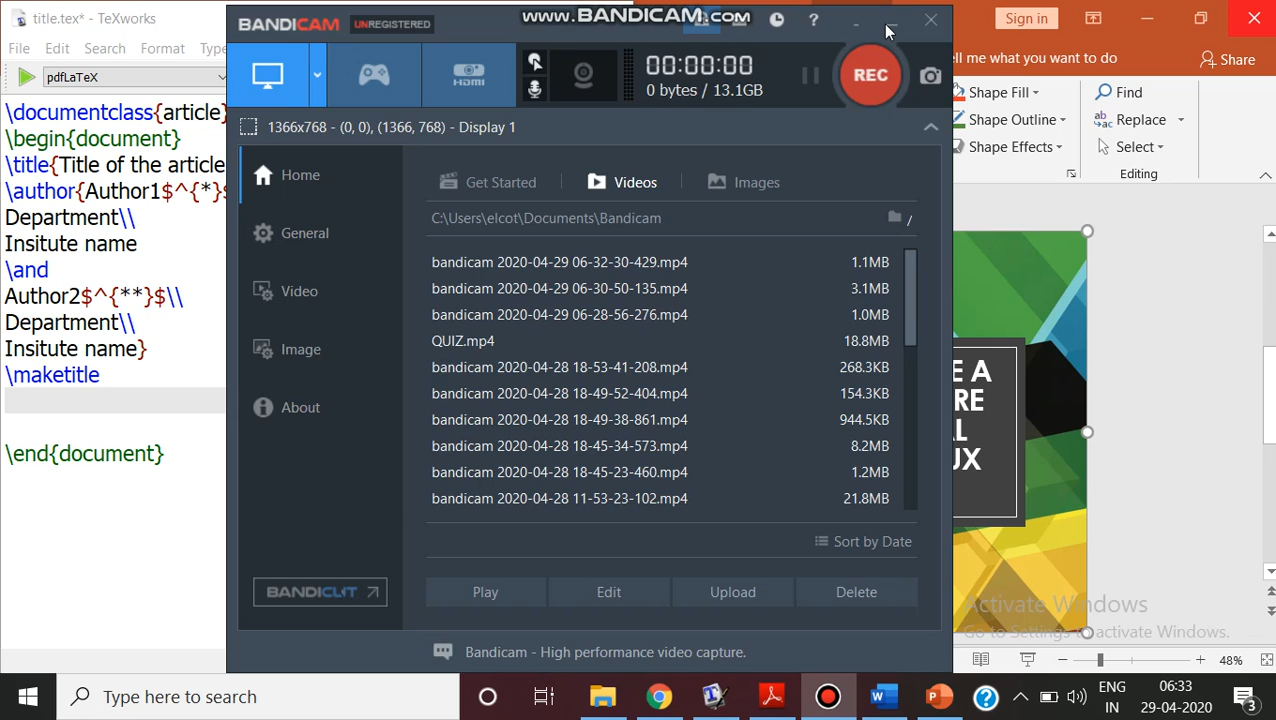 title.tex* - TeXworks
File Edit Search Format
pdfLaTeX
\documentclass{article}
\begin{document}
\title{Title of the article
\author{Author1$^{*}$
Department\\
Insitute name
\and
Author2$^{**}$\\
Department\\
Insitute name}
\maketitle
\end{document}
BANDICAM UNREGISTERED
www.BANDICAM.com
?
00:00:00
0 bytes / 13.1GB
REC
HDMI
1366x768 - (0, 0), (1366, 768) - Display 1
Home
General
Video
Image
About
BANDICUT
Get Started
Videos
Images
C:\Users\elcot\Documents\Bandicam
/
bandicam 2020-04-29 06-32-30-429.mp4 1.1MB
bandicam 2020-04-29 06-30-50-135.mp4 3.1MB
bandicam 2020-04-29 06-28-56-276.mp4 1.0MB
QUIZ.mp4 18.8MB
bandicam 2020-04-28 18-53-41-208.mp4 268.3KB
bandicam 2020-04-28 18-49-52-404.mp4 154.3KB
bandicam 2020-04-28 18-49-38-861.mp4 944.5KB
bandicam 2020-04-28 18-45-34-573.mp4 8.2MB
bandicam 2020-04-28 18-45-23-460.mp4 1.2MB
bandicam 2020-04-28 11-53-23-102.mp4 21.8MB
Sort by Date
Play Edit Upload Delete
Bandicam - High performance video capture.
Sign in
ell me what you want to do
Share
Shape Fill
Shape Outline
Shape Effects
Find
Replace
Select
Editing
E A
RE
AL
UX
Activate Windows
Go to Settings to activate Windows.
48%
Type here to search
ENG
IN
06:33
29-04-2020
3